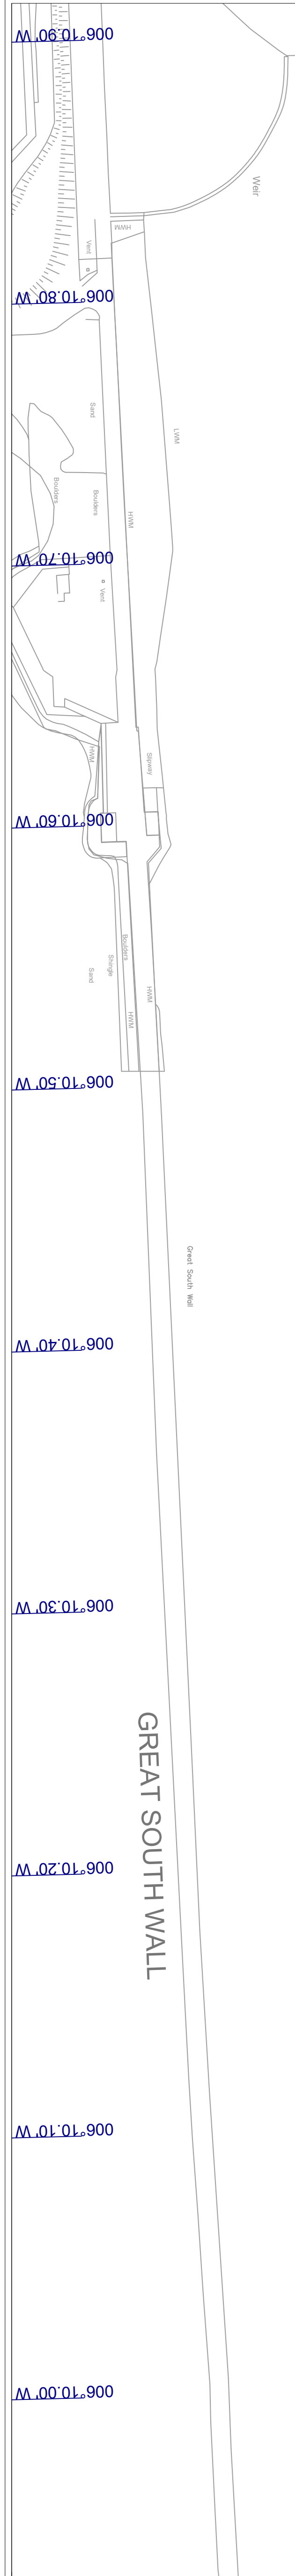 006°10.90' W
Weir
HWM
Vent
006°10.80' W
Sand
LWM
Boulders
Boulders
HWM
006°10.70' W
Vent
HWM
Slipway
006°10.60' W
Boulders
Shingle
Sand
HWM
HWM
006°10.50' W
Great South Wall
006°10.40' W
006°10.30' W
GREAT SOUTH WALL
006°10.20' W
006°10.10' W
006°10.00' W